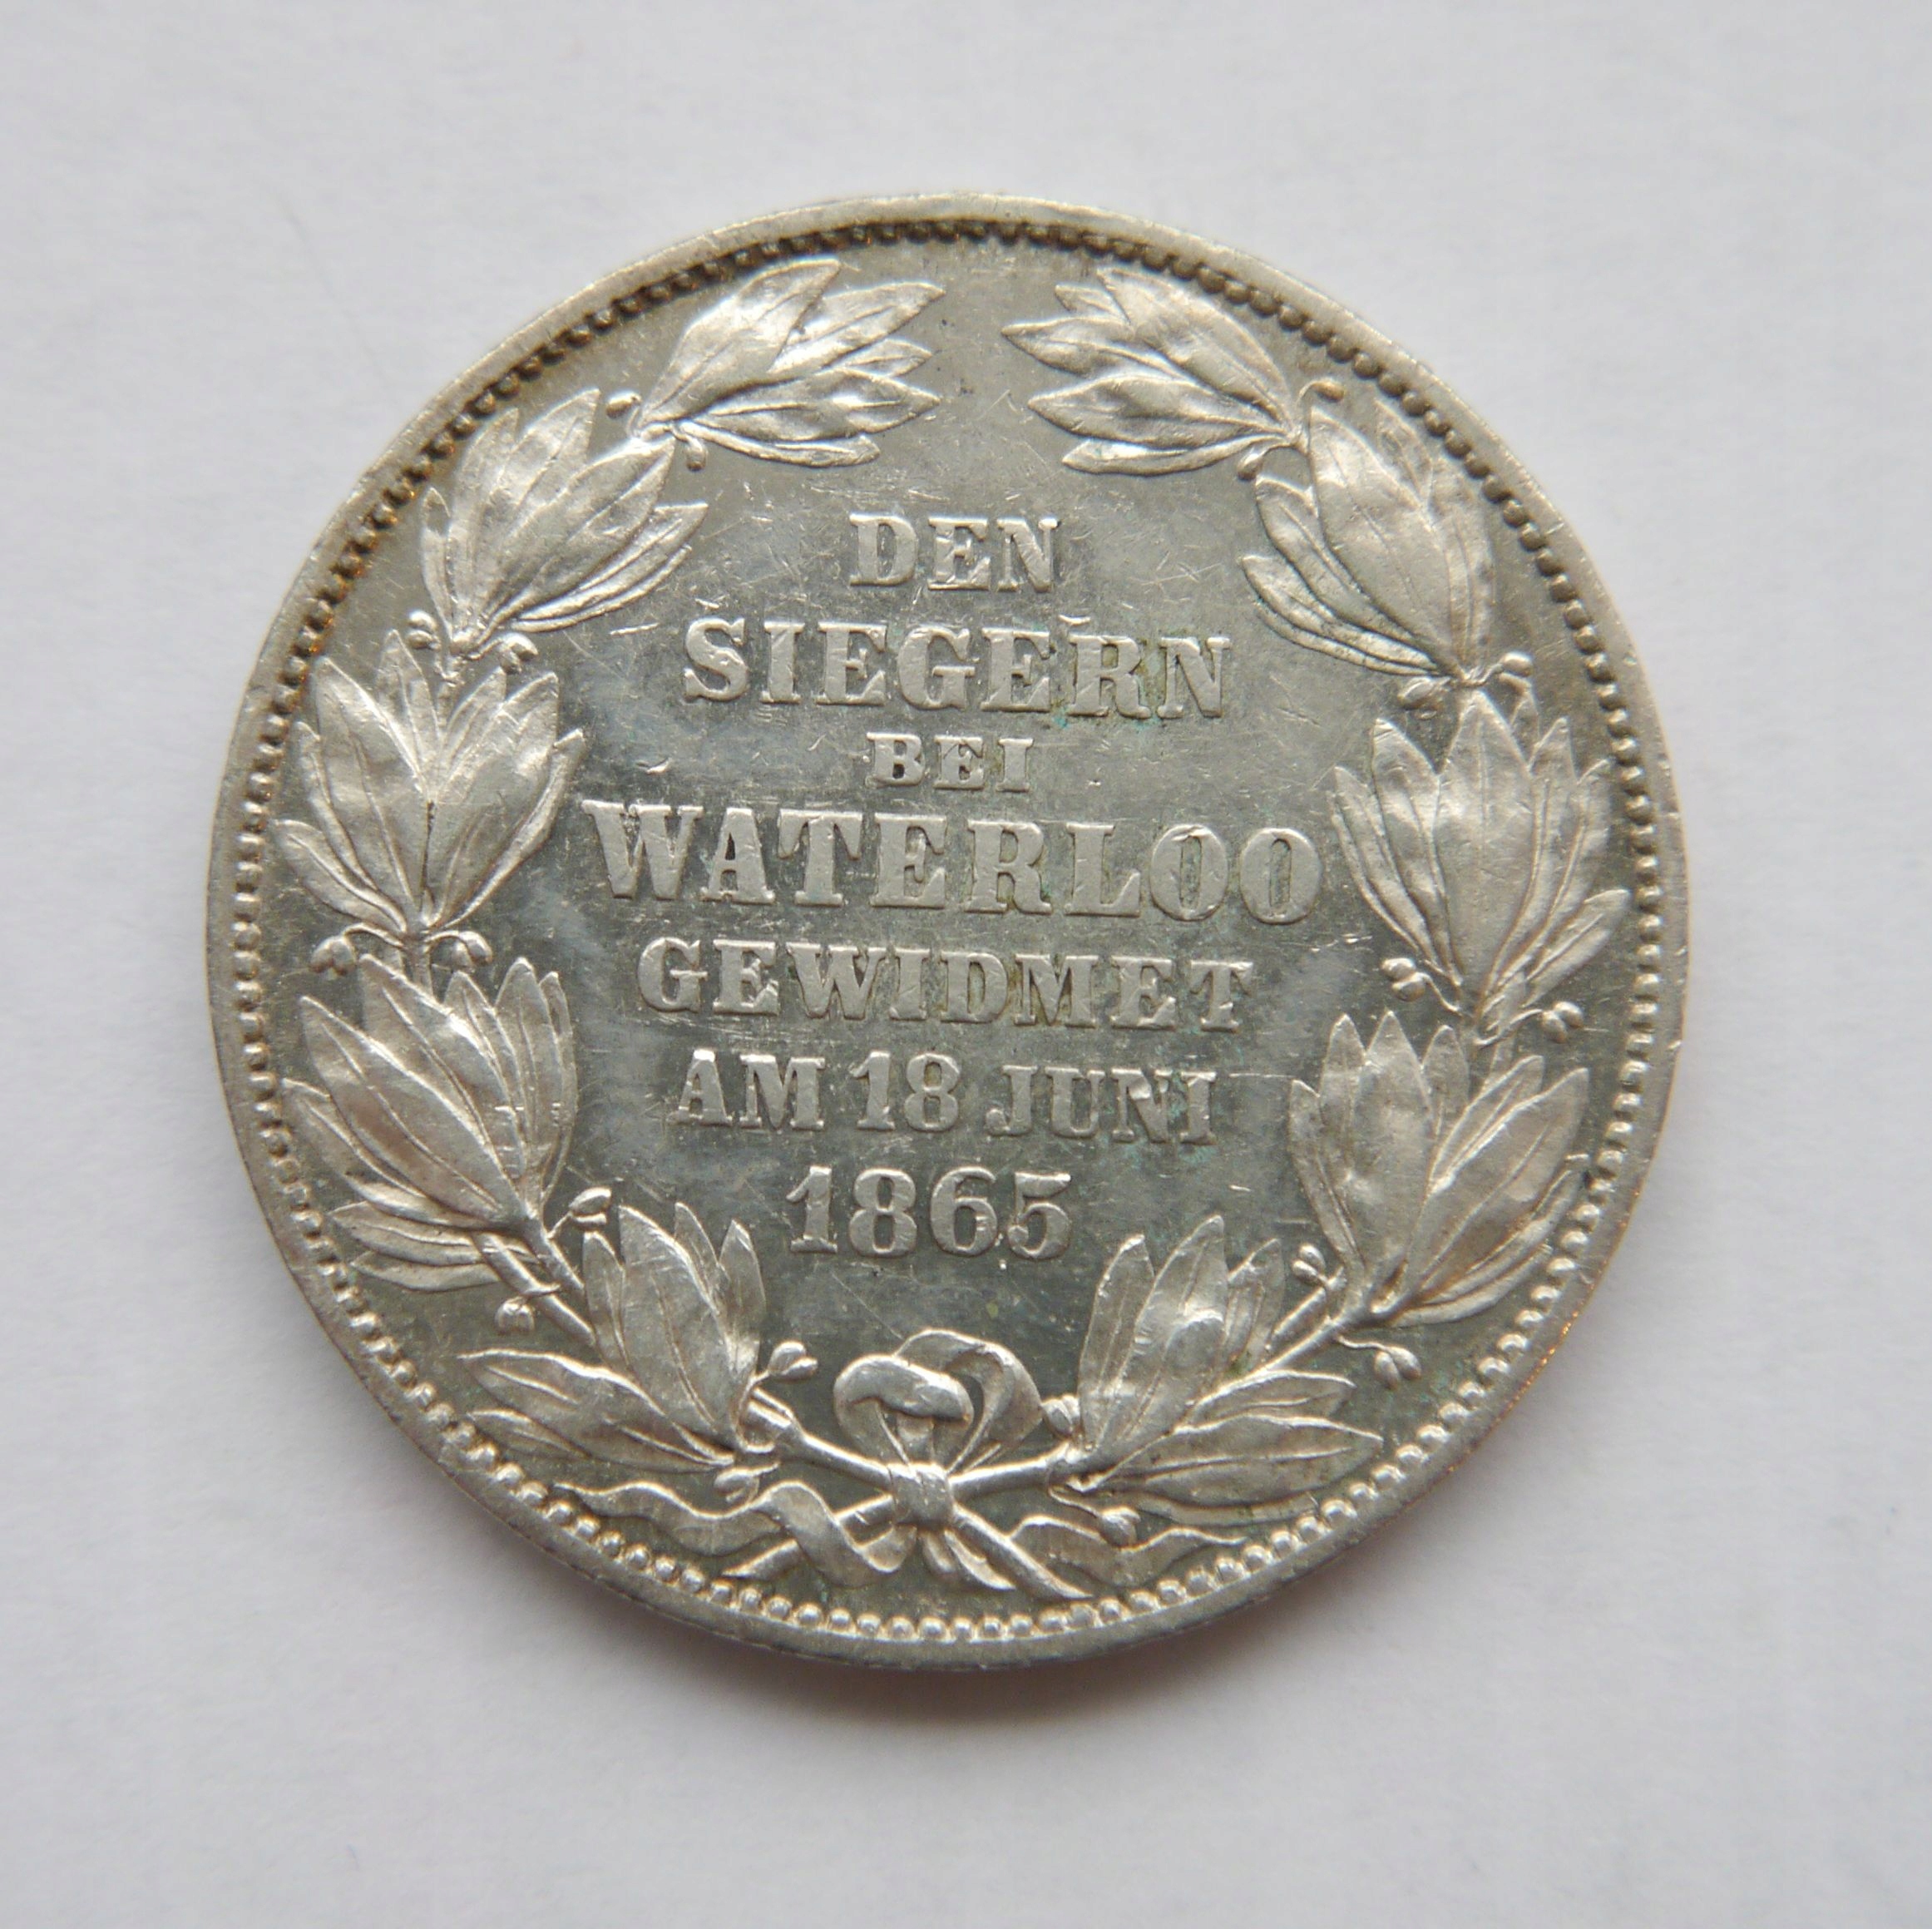 DEN
SIEGERN
BEI
WATERLOO
GEWIDMET
AM 18 JUNI
1865